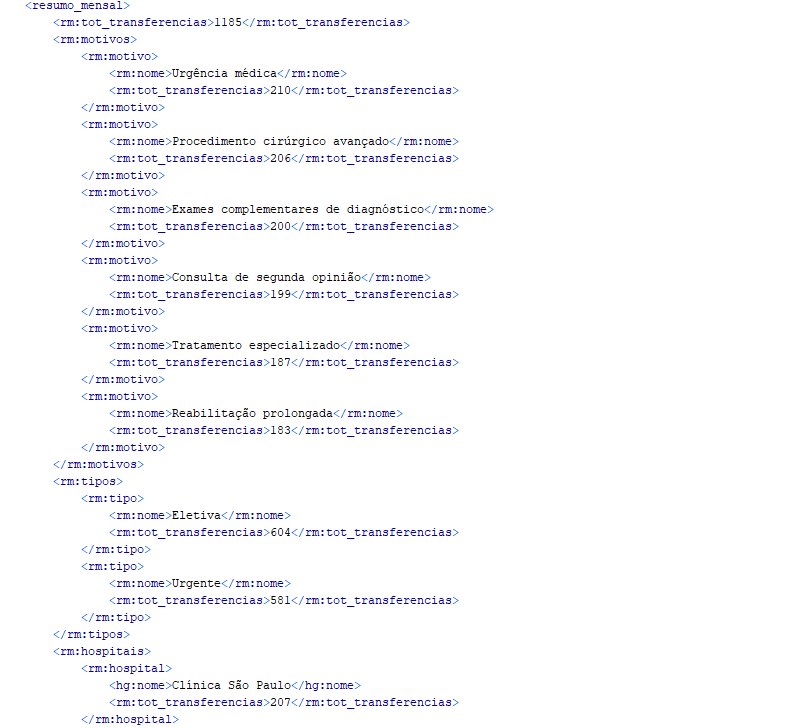 <resumo_mensal>
<rm:tot_transferencias>1185</rm:tot_transferencias>
<rm:motivos>
<rm:motivo>
<rm:nome>Urgência médica</rm:nome>
<rm:tot_transferencias>210</rm:tot_transferencias>
</rm:motivo>
<rm:motivo>
<rm:nome>Procedimento cirúrgico avançado</rm:nome>
<rm:tot_transferencias>206</rm:tot_transferencias>
</rm:motivo>
<rm:motivo>
<rm:nome>Exames complementares de diagnóstico</rm:nome>
<rm:tot_transferencias>200</rm:tot_transferencias>
</rm:motivo>
<rm:motivo>
<rm:nome>Consulta de segunda opinião</rm:nome>
<rm:tot_transferencias>199</rm:tot_transferencias>
</rm:motivo>
<rm:motivo>
<rm:nome>Tratamento especializado</rm:nome>
<rm:tot_transferencias>187</rm:tot_transferencias>
</rm:motivo>
<rm:motivo>
<rm:nome>Reabilitação prolongada</rm:nome>
<rm:tot_transferencias>183</rm:tot_transferencias>
</rm:motivo>
</rm:motivos>
<rm:tipos>
<rm:tipo>
<rm:nome>Eletiva</rm:nome>
<rm:tot_transferencias>604</rm:tot_transferencias>
</rm:tipo>
<rm:tipo>
<rm:nome>Urgente</rm:nome>
<rm:tot_transferencias>581</rm:tot_transferencias>
</rm:tipo>
</rm:tipos>
<rm:hospitais>
<rm:hospital>
<hg:nome>Clínica São Paulo</hg:nome>
<rm:tot_transferencias>207</rm:tot_transferencias>
</rm:hospital>